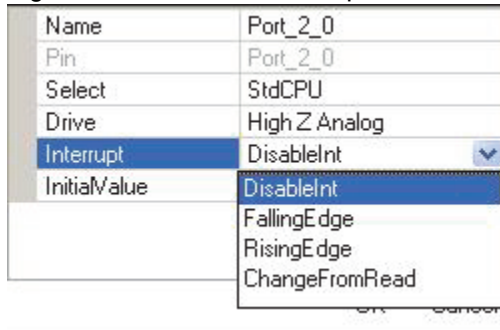 Name Port_2_0
Pin Port_2_0
Select StdCPU
Drive High Z Analog
Interrupt DisableInt
InitialValue DisableInt
FallingEdge
RisingEdge
ChangeFromRead